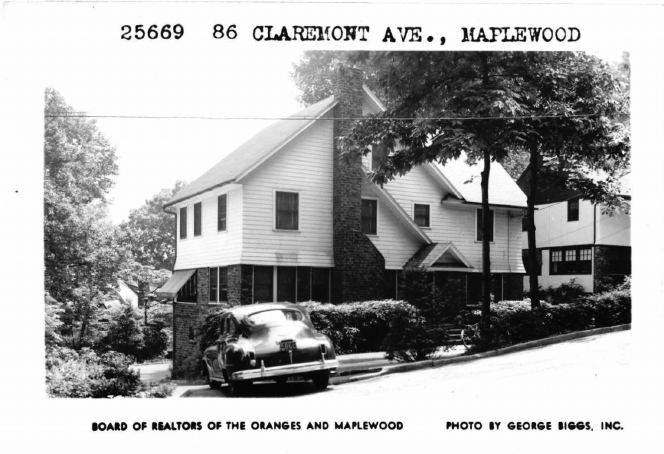 25669 86 CLAREMONT AVE., MAPLEWOOD
BOARD OF REALTORS OF THE ORANGES AND MAPLEWOOD PHOTO BY GEORGE BIGGS, INC.